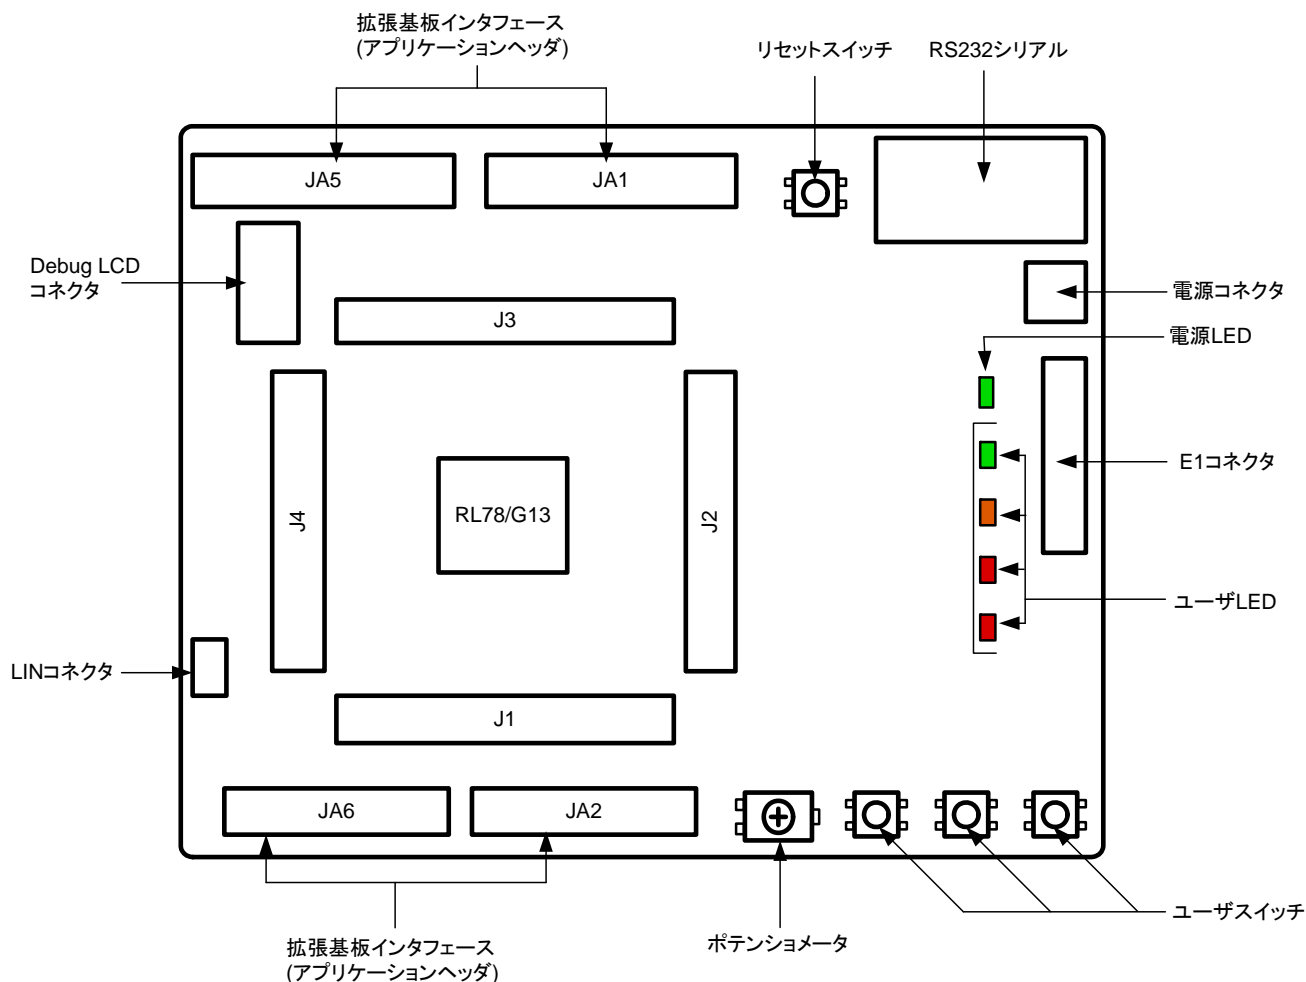 拡張基板インタフェース
(アプリケーションヘッダ)
リセットスイッチ
RS232シリアル
JA5
JA1
Debug LCD
コネクタ
電源コネクタ
J3
電源LED
E1コネクタ
J4
RL78/G13
J2
ユーザLED
LINコネクタ
J1
JA6
JA2
ユーザスイッチ
ポテンショメータ
拡張基板インタフェース
(アプリケーションヘッダ)